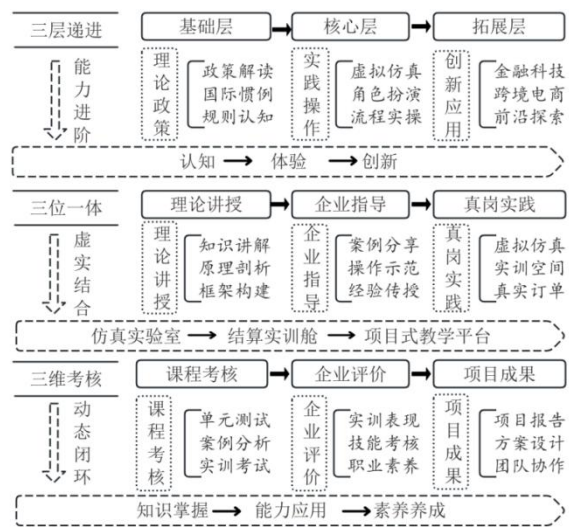 三层递进
基础层
核心层
拓展层
能力进阶
理论政策
政策解读
国际惯例
规则认知
实践操作
虚拟仿真
角色扮演
流程实操
创新应用
金融科技
跨境电商
前沿探索
认知 体验 创新
三位一体
理论讲授
企业指导
真岗实践
虚实结合
理论讲授
知识讲解
原理剖析
框架构建
企业指导
案例分享
操作示范
经验传授
真岗实践
虚拟仿真
实训空间
真实订单
仿真实验室 结算实训舱 项目式教学平台
三维考核
课程考核
企业评价
项目成果
动态闭环
课程考核
单元测试
案例分析
实训考试
企业评价
实训表现
技能考核
职业素养
项目成果
项目报告
方案设计
团队协作
知识掌握 能力应用 素养养成